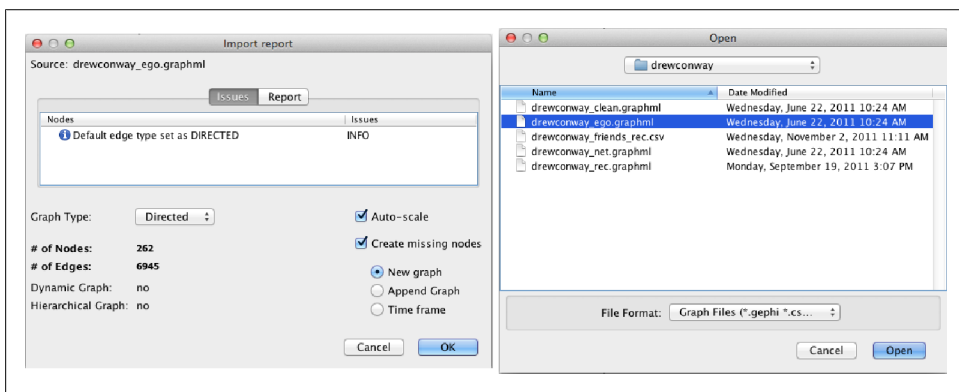 Import report
Source: drewconway_ego.graphml
Issues Report
Nodes Issues
Default edge type set as DIRECTED INFO
Graph Type: Directed
Auto-scale
# of Nodes: 262
Create missing nodes
# of Edges: 6945
New graph
Dynamic Graph: no
Append Graph
Hierarchical Graph: no
Time frame
Cancel OK
Open
drewconway
Name Date Modified
drewconway_clean.graphml Wednesday, June 22, 2011 10:24 AM
drewconway_ego.graphml Wednesday, June 22, 2011 10:24 AM
drewconway_friends_rec.csv Wednesday, November 2, 2011 11:11 AM
drewconway_net.graphml Wednesday, June 22, 2011 10:24 AM
drewconway_rec.graphml Monday, September 19, 2011 3:07 PM
File Format: Graph Files (*.gephi *.cs...
Cancel Open